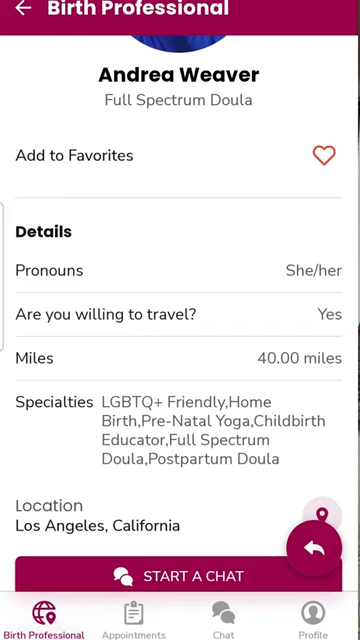 Birth Professional
Andrea Weaver
Full Spectrum Doula
Add to Favorites
Details
Pronouns She/her
Are you willing to travel? Yes
Miles 40.00 miles
Specialties LGBTQ+ Friendly,Home
Birth,Pre-Natal Yoga,Childbirth
Educator,Full Spectrum
Doula,Postpartum Doula
Location
Los Angeles, California
START A CHAT
Birth Professional Appointments Chat Profile